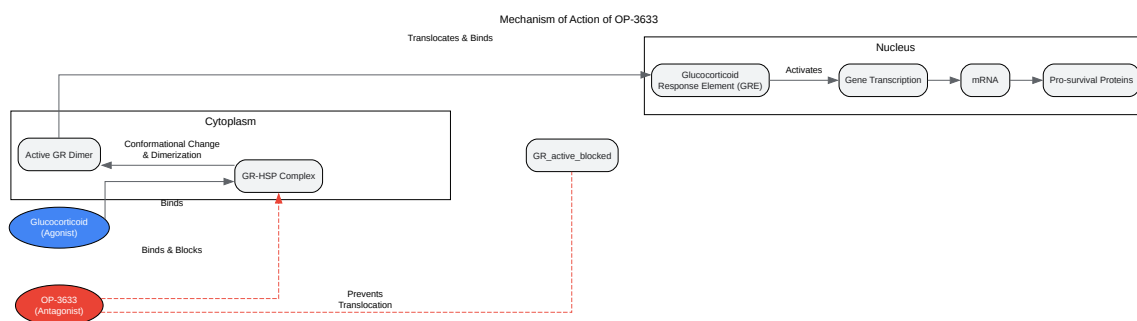 Mechanism of Action of OP-3633
Translocates & Binds
Nucleus
Glucocorticoid
Response Element (GRE)
Activates
Gene Transcription
mRNA
Pro-survival Proteins
Cytoplasm
Active GR Dimer
Conformational Change
& Dimerization
GR-HSP Complex
GR_active_blocked
Binds
Glucocorticoid
(Agonist)
Binds & Blocks
OP-3633
(Antagonist)
Prevents
Translocation